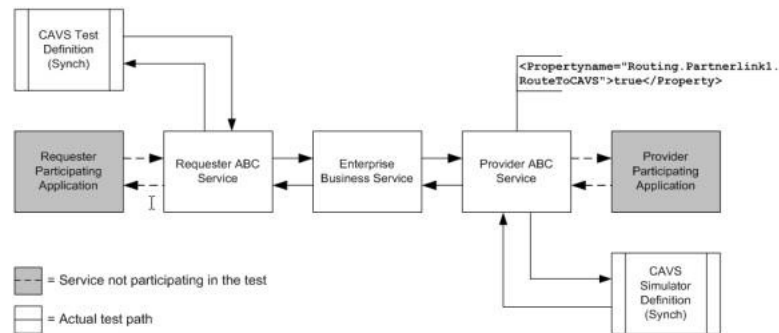 CAVS Test
Definition
(Synch)
<Propertyname="Routing.Partnerlink1.
RouteToCAVS">true</Property>
Requester
Participating
Application
Requester ABC
Service
Enterprise
Business Service
Provider ABC
Service
Provider
Participating
Application
= Service not participating in the test
= Actual test path
CAVS
Simulator
Definition
(Synch)